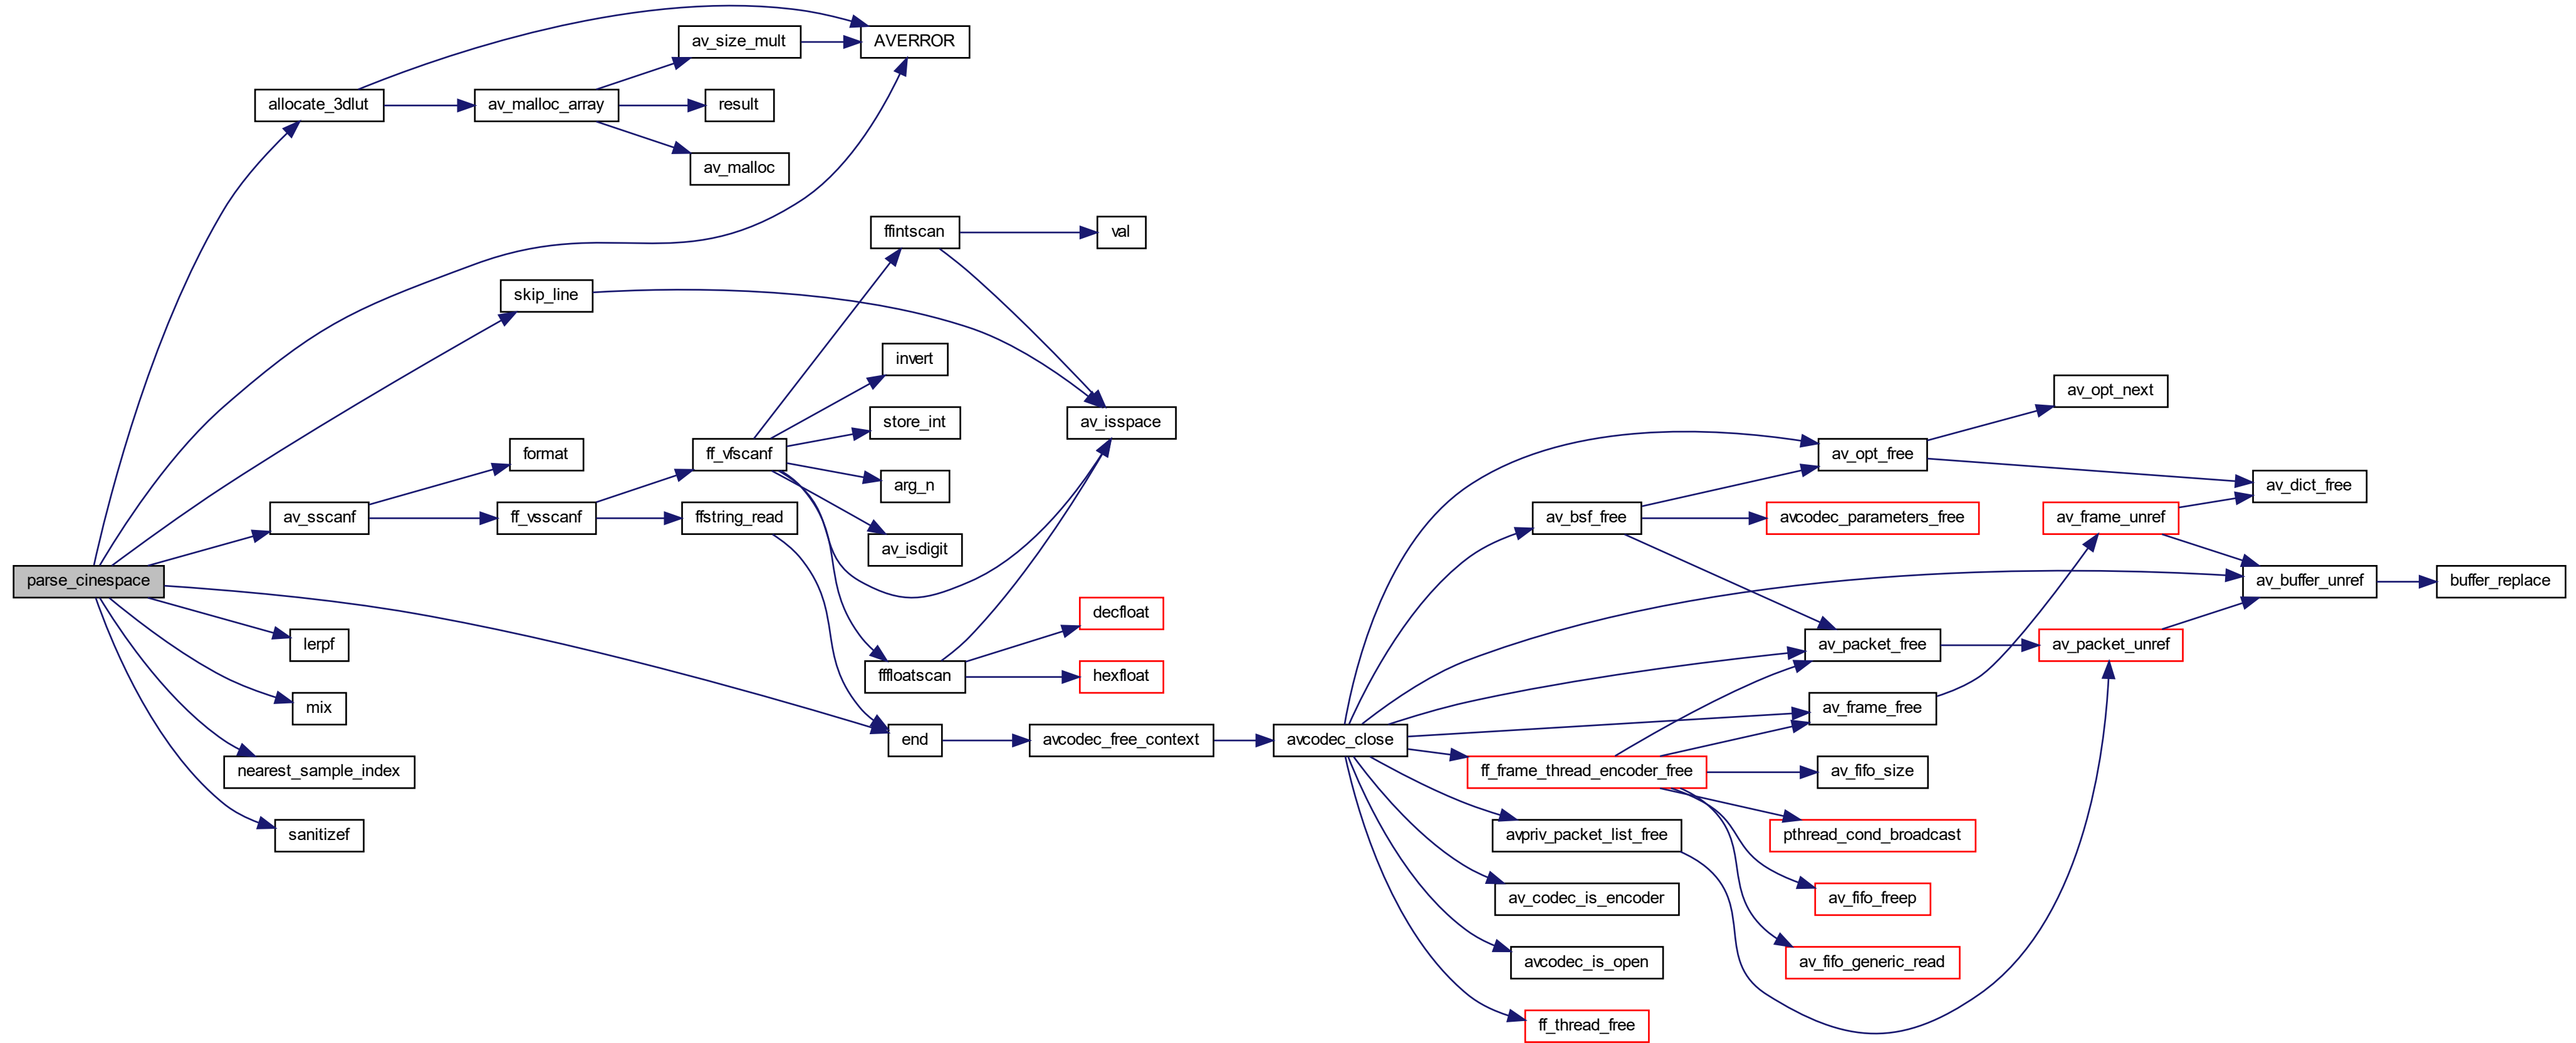 parse_cinespace
allocate_3dlut
av_malloc_array
av_size_mult
AVERROR
result
av_malloc
skip_line
av_sscanf
format
ff_vsscanf
ff_vfscanf
ffstring_read
ffintscan
val
invert
store_int
arg_n
av_isdigit
av_isspace
fffloatscan
decfloat
hexfloat
lerpf
mix
nearest_sample_index
sanitizef
end
avcodec_free_context
avcodec_close
av_bsf_free
av_opt_free
av_opt_next
av_dict_free
avcodec_parameters_free
av_frame_unref
av_buffer_unref
buffer_replace
av_packet_free
av_packet_unref
av_frame_free
ff_frame_thread_encoder_free
av_fifo_size
pthread_cond_broadcast
av_fifo_freep
av_fifo_generic_read
avpriv_packet_list_free
av_codec_is_encoder
avcodec_is_open
ff_thread_free